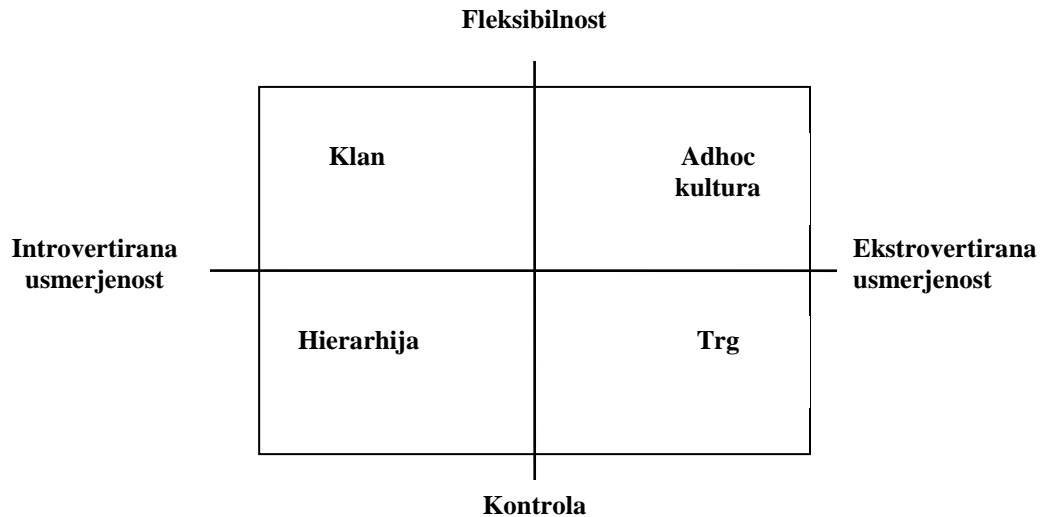 Fleksibilnost
Klan
Adhoc
kultura
Introvertirana
usmerjenost
Ekstrovertirana
usmerjenost
Hierarhija
Trg
Kontrola